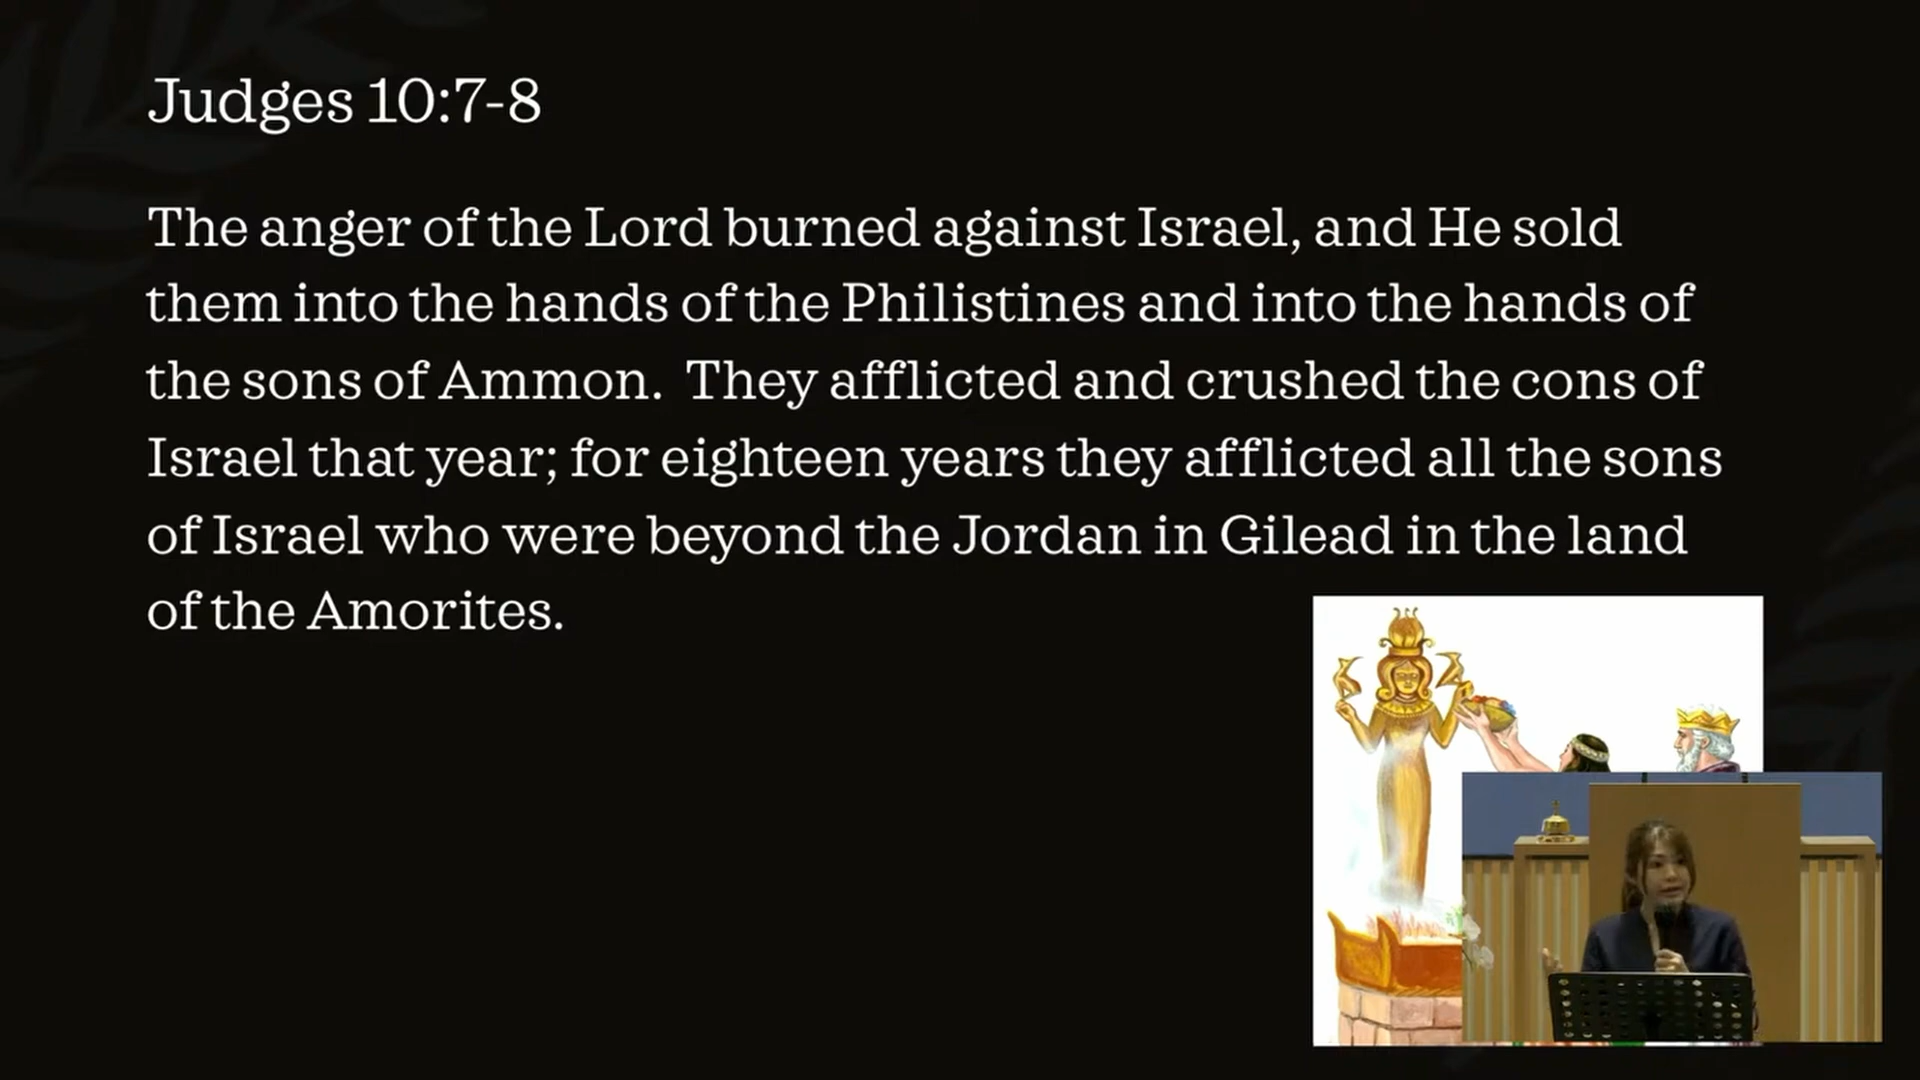 Judges 10:7-8
The anger of the Lord burned against Israel, and He sold
them into the hands of the Philistines and into the hands of
the sons of Ammon.  They afflicted and crushed the cons of
Israel that year; for eighteen years they afflicted all the sons
of Israel who were beyond the Jordan in Gilead in the land
of the Amorites.